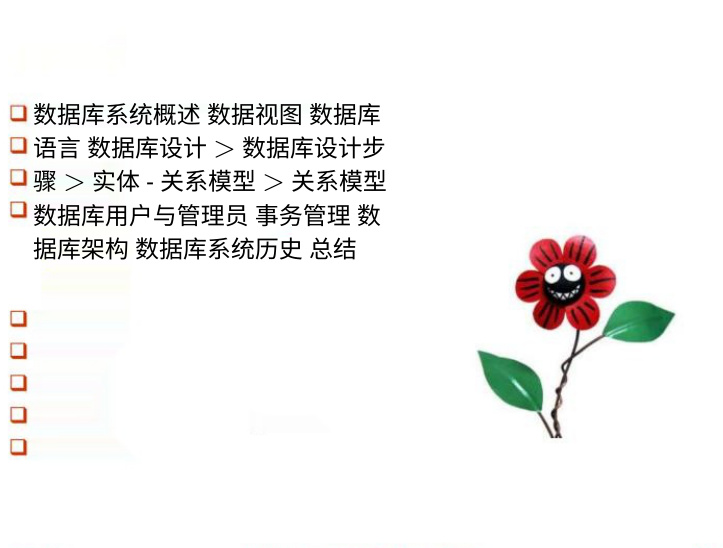 数据库系统概述 数据视图 数据库
语言 数据库设计 ＞ 数据库设计步
骤 ＞ 实体 - 关系模型 ＞ 关系模型
数据库用户与管理员 事务管理 数
据库架构 数据库系统历史 总结